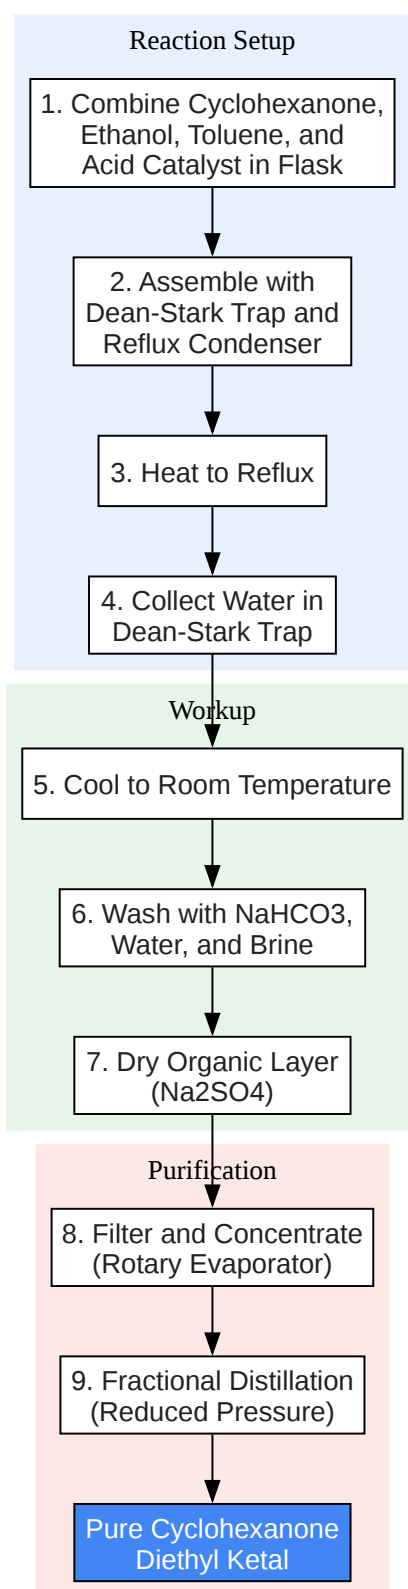 Reaction Setup
1. Combine Cyclohexanone,
Ethanol, Toluene, and
Acid Catalyst in Flask
2. Assemble with
Dean-Stark Trap and
Reflux Condenser
3. Heat to Reflux
4. Collect Water in
Dean-Stark Trap
Workup
5. Cool to Room Temperature
6. Wash with NaHCO3,
Water, and Brine
7. Dry Organic Layer
(Na2SO4)
Purification
8. Filter and Concentrate
(Rotary Evaporator)
9. Fractional Distillation
(Reduced Pressure)
Pure Cyclohexanone
Diethyl Ketal